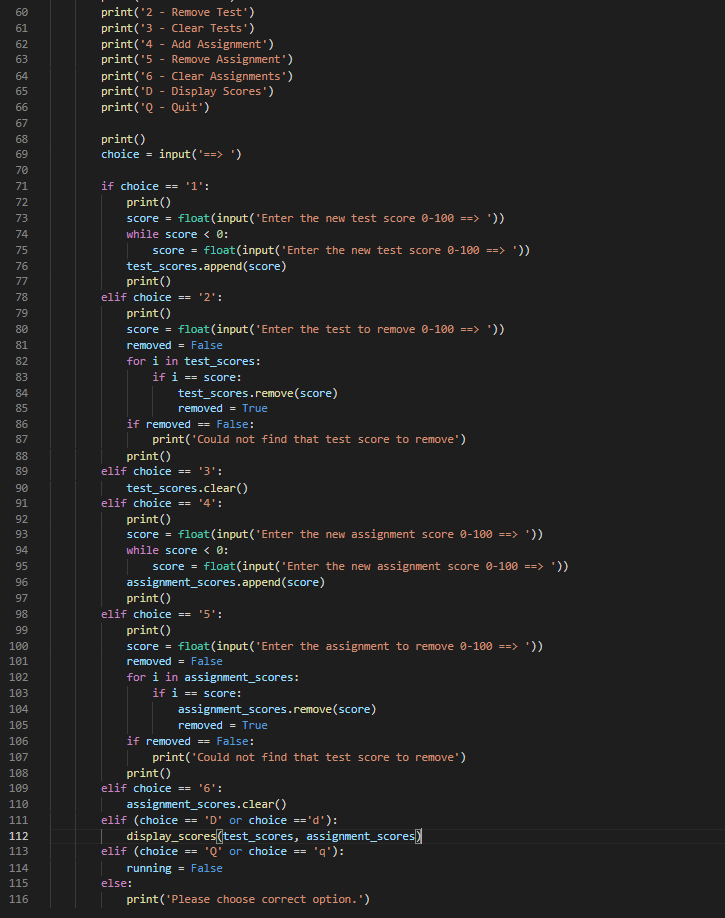 60 print('2 - Remove Test')
61 print('3 - Clear Tests')
62 print('4 - Add Assignment')
63 print('5 - Remove Assignment')
64 print('6 - Clear Assignments')
65 print('D - Display Scores')
66 print('Q - Quit')
67
68 print()
69 choice = input('==> ')
70
71 if choice == '1':
72 print()
73 score = float(input('Enter the new test score 0-100 ==> '))
74 while score < 0:
75 score = float(input('Enter the new test score 0-100 ==> '))
76 test_scores.append(score)
77 print()
78 elif choice == '2':
79 print()
80 score = float(input('Enter the test to remove 0-100 ==> '))
81 removed = False
82 for i in test_scores:
83 if i == score:
84 test_scores.remove(score)
85 removed = True
86 if removed == False:
87 print('Could not find that test score to remove')
88 print()
89 elif choice == '3':
90 test_scores.clear()
91 elif choice == '4':
92 print()
93 score = float(input('Enter the new assignment score 0-100 ==> '))
94 while score < 0:
95 score = float(input('Enter the new assignment score 0-100 ==> '))
96 assignment_scores.append(score)
97 print()
98 elif choice == '5':
99 print()
100 score = float(input('Enter the assignment to remove 0-100 ==> '))
101 removed = False
102 for i in assignment_scores:
103 if i == score:
104 assignment_scores.remove(score)
105 removed = True
106 if removed == False:
107 print('Could not find that test score to remove')
108 print()
109 elif choice == '6':
110 assignment_scores.clear()
111 elif (choice == 'D' or choice =='d'):
112 display_scores(test_scores, assignment_scores)
113 elif (choice == 'Q' or choice == 'q'):
114 running = False
115 else:
116 print('Please choose correct option.')